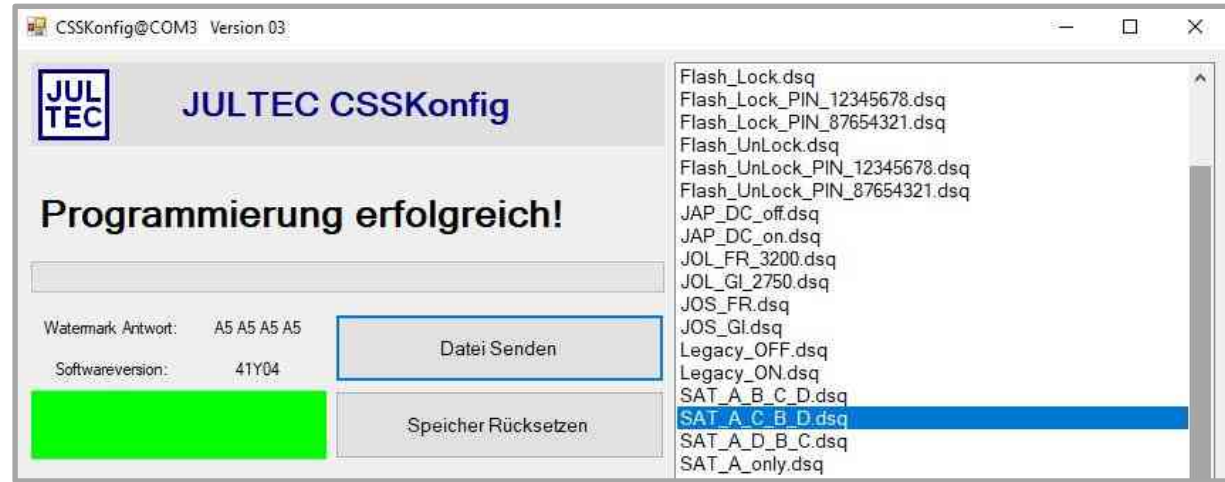 CSSKonfig@COM3 Version 03
JUL
TEC
JULTEC CSSKonfig
Programmierung erfolgreich!
Watermark Antwort: A5 A5 A5 A5
Softwareversion: 41Y04
Datei Senden
Speicher Rücksetzen
Flash_Lock.dsq
Flash_Lock_PIN_12345678.dsq
Flash_Lock_PIN_87654321.dsq
Flash_UnLock.dsq
Flash_UnLock_PIN_12345678.dsq
Flash_UnLock_PIN_87654321.dsq
JAP_DC_off.dsq
JAP_DC_on.dsq
JOL_FR_3200.dsq
JOL_GI_2750.dsq
JOS_FR.dsq
JOS_GI.dsq
Legacy_OFF.dsq
Legacy_ON.dsq
SAT_A_B_C_D.dsq
SAT_A_C_B_D.dsq
SAT_A_D_B_C.dsq
SAT_A_only.dsq